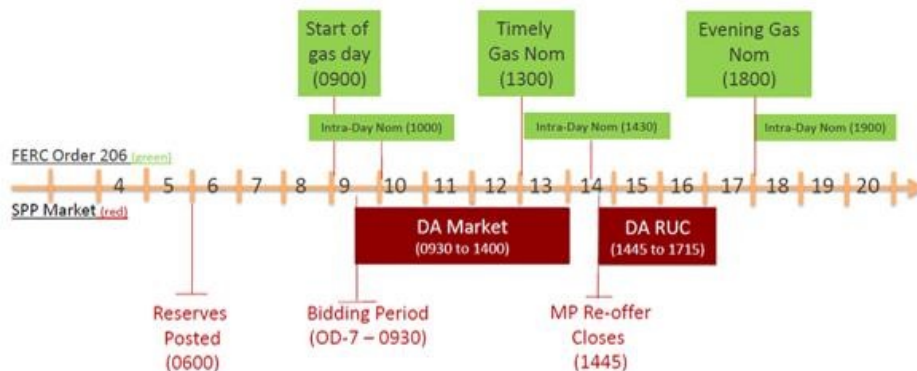 Start of
gas day
(0900)
Timely
Gas Nom
(1300)
Evening Gas
Nom
(1800)
Intra-Day Nom (1000)
Intra-Day Nom (1430)
Intra-Day Nom (1900)
FERC Order 206 (green)
4 5 6 7 8 9 10 11 12 13 14 15 16 17 18 19 20
SPP Market (red)
DA Market
(0930 to 1400)
DA RUC
(1445 to 1715)
Reserves
Posted
(0600)
Bidding Period
(OD-7 – 0930)
MP Re-offer
Closes
(1445)